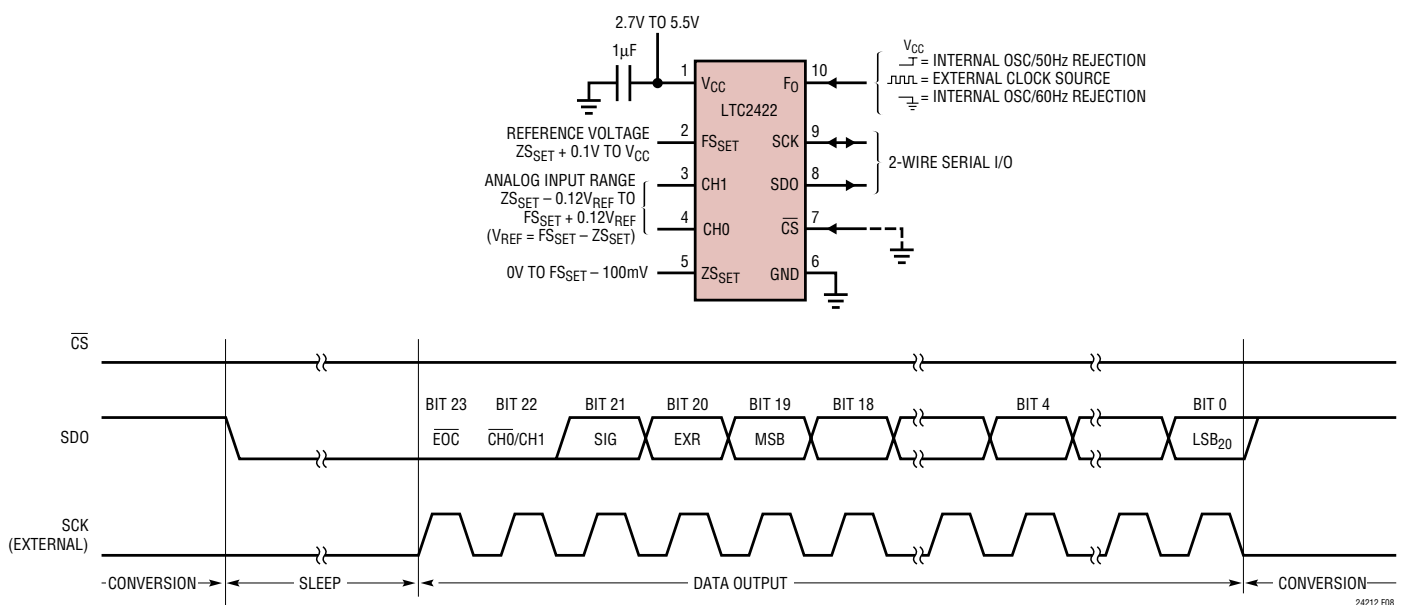 2.7V TO 5.5V
1µF
1
VCC
LTC2422
FO
10
VCC
= INTERNAL OSC/50Hz REJECTION
= EXTERNAL CLOCK SOURCE
= INTERNAL OSC/60Hz REJECTION
REFERENCE VOLTAGE
ZSSET + 0.1V TO VCC
2
FSSET
SCK
9
2-WIRE SERIAL I/O
ANALOG INPUT RANGE
ZSSET – 0.12VREF TO
FSSET + 0.12VREF
(VREF = FSSET – ZSSET)
3
CH1
SDO
8
4
CH0
CS
7
0V TO FSSET – 100mV
5
ZSSET
GND
6
CS
SDO
BIT 23
BIT 22
BIT 21
BIT 20
BIT 19
BIT 18
BIT 4
BIT 0
EOC
CH0/CH1
SIG
EXR
MSB
LSB20
SCK
(EXTERNAL)
CONVERSION
SLEEP
DATA OUTPUT
CONVERSION
24212 F08